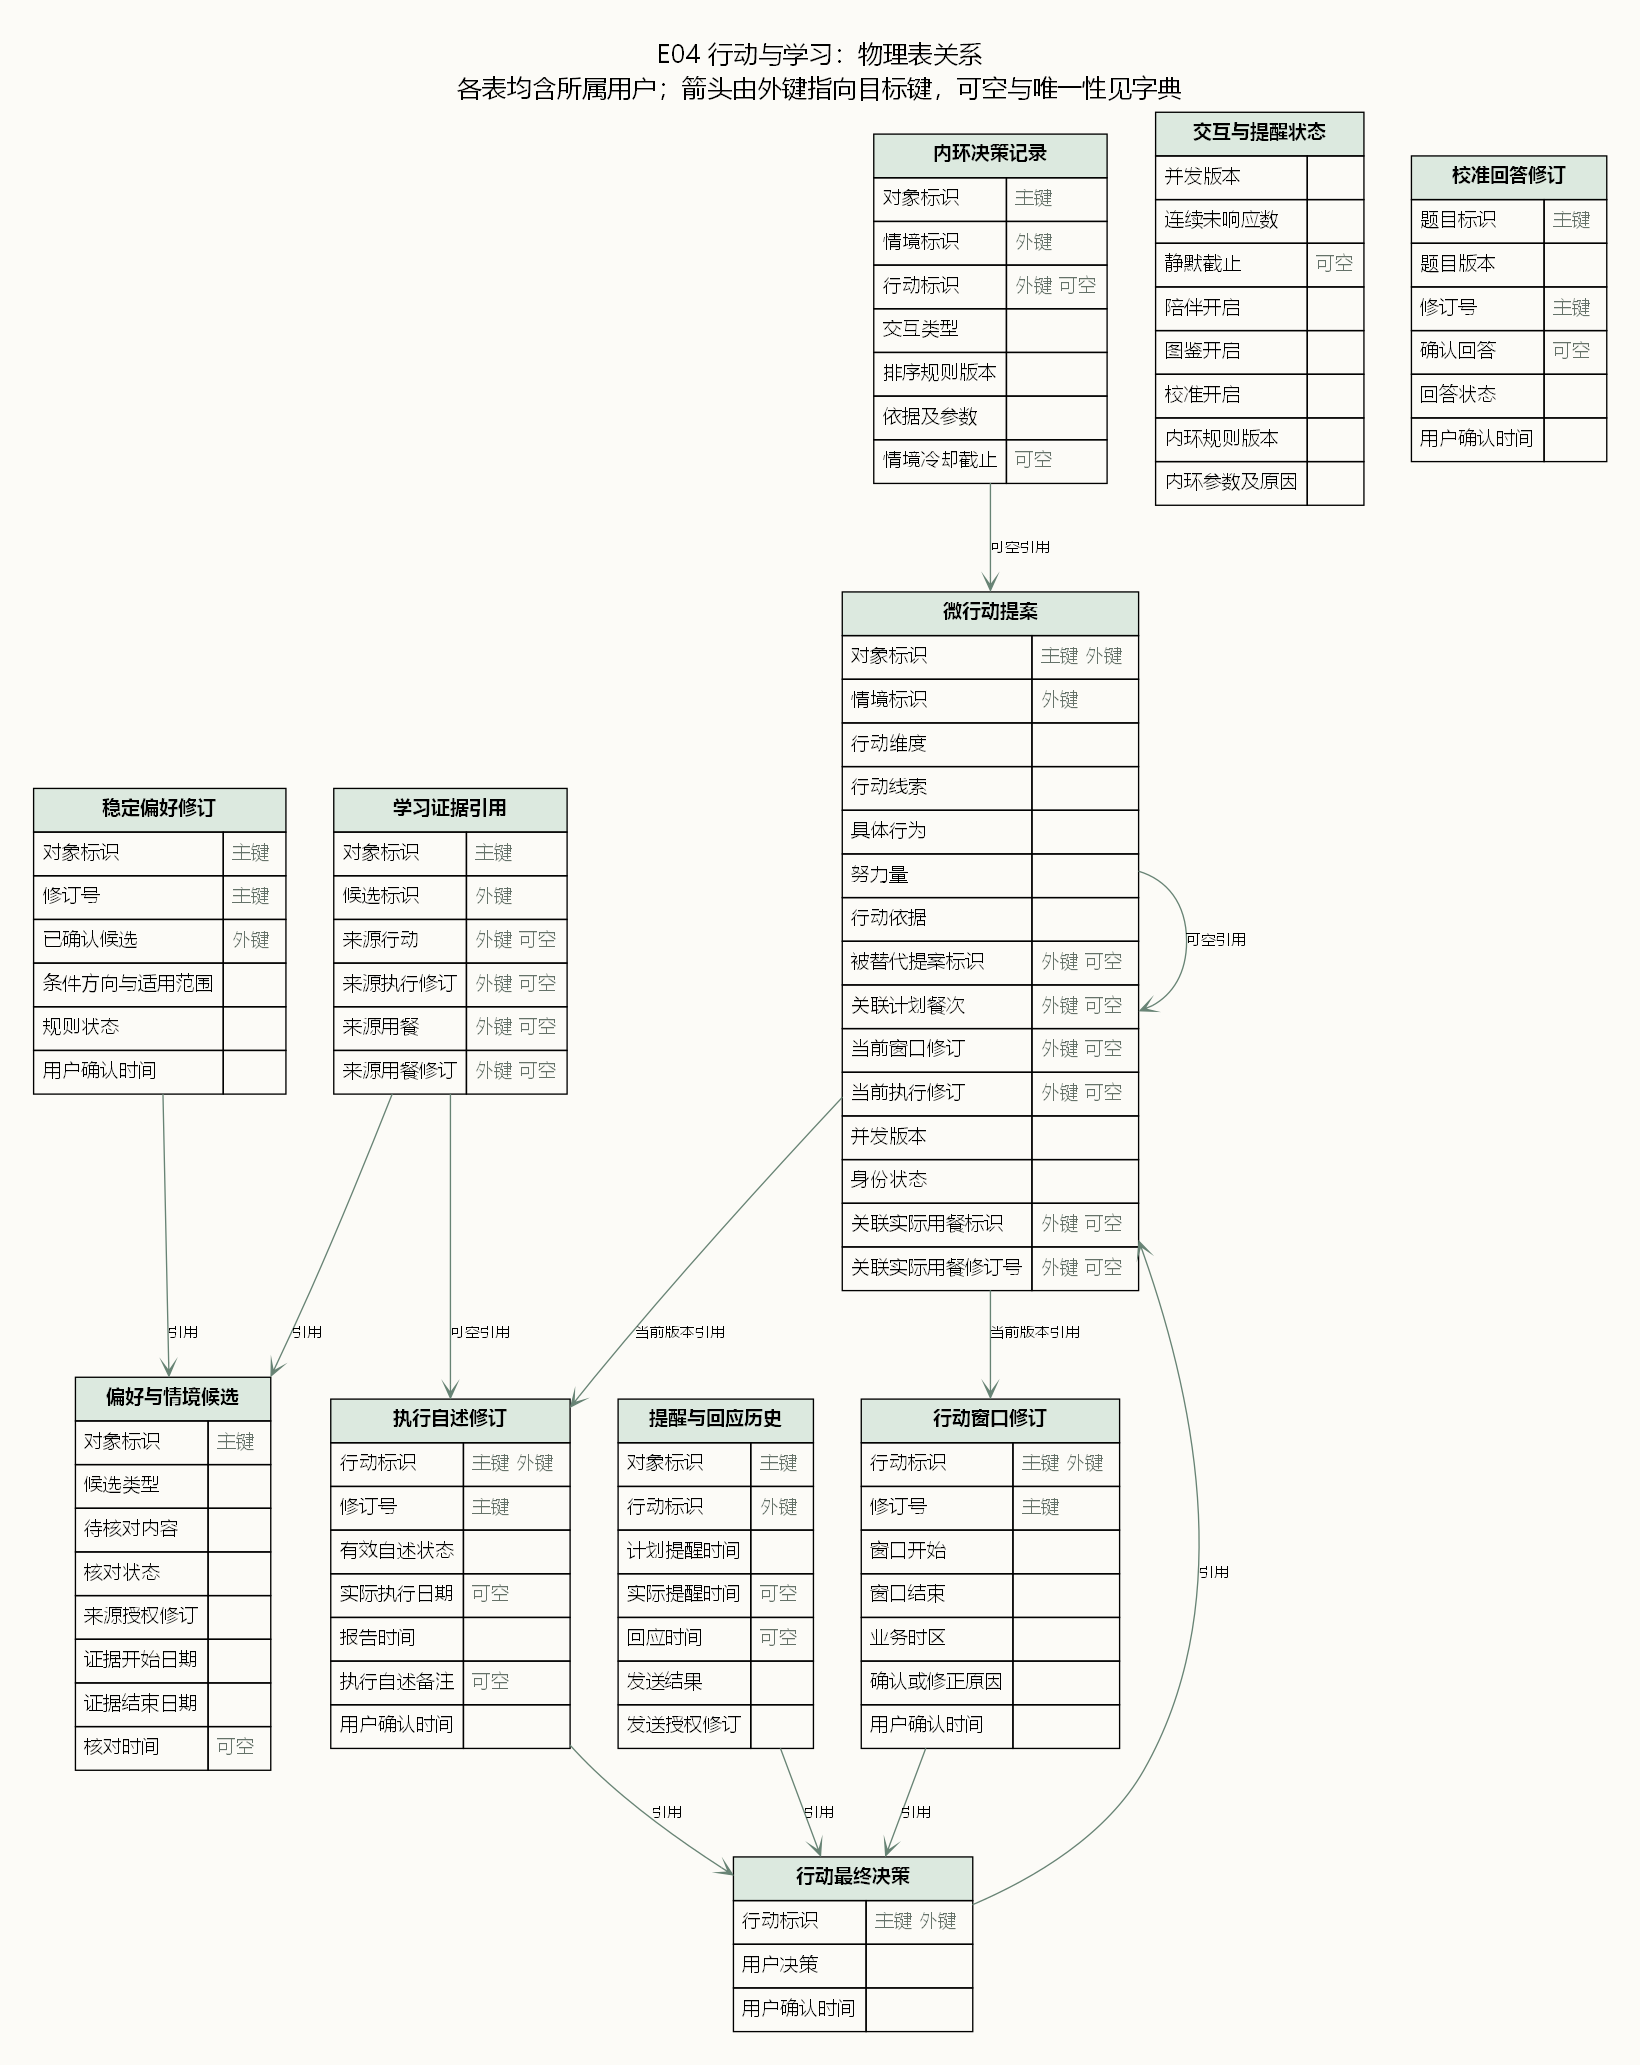 E04 行动与学习：物理表关系
各表均含所属用户；箭头由外键指向目标键，可空与唯一性见字典
内环决策记录
对象标识 主键
情境标识 外键
行动标识 外键 可空
交互类型
排序规则版本
依据及参数
情境冷却截止 可空
交互与提醒状态
并发版本
连续未响应数
静默截止 可空
陪伴开启
图鉴开启
校准开启
内环规则版本
内环参数及原因
校准回答修订
题目标识 主键
题目版本
修订号 主键
确认回答 可空
回答状态
用户确认时间
可空引用
微行动提案
对象标识 主键 外键
情境标识 外键
行动维度
行动线索
具体行为
努力量
行动依据
被替代提案标识 外键 可空
关联计划餐次 外键 可空
当前窗口修订 外键 可空
当前执行修订 外键 可空
并发版本
身份状态
关联实际用餐标识 外键 可空
关联实际用餐修订号 外键 可空
可空引用
稳定偏好修订
对象标识 主键
修订号 主键
已确认候选 外键
条件方向与适用范围
规则状态
用户确认时间
学习证据引用
对象标识 主键
候选标识 外键
来源行动 外键 可空
来源执行修订 外键 可空
来源用餐 外键 可空
来源用餐修订 外键 可空
引用
引用
可空引用
当前版本引用
当前版本引用
偏好与情境候选
对象标识 主键
候选类型
待核对内容
核对状态
来源授权修订
证据开始日期
证据结束日期
核对时间 可空
执行自述修订
行动标识 主键 外键
修订号 主键
有效自述状态
实际执行日期 可空
报告时间
执行自述备注 可空
用户确认时间
提醒与回应历史
对象标识 主键
行动标识 外键
计划提醒时间
实际提醒时间 可空
回应时间 可空
发送结果
发送授权修订
行动窗口修订
行动标识 主键 外键
修订号 主键
窗口开始
窗口结束
业务时区
确认或修正原因
用户确认时间
引用
引用
引用
引用
行动最终决策
行动标识 主键 外键
用户决策
用户确认时间